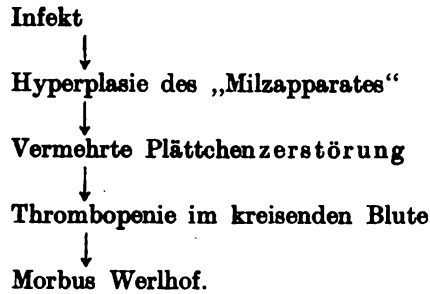 Infekt
Hyperplasie des „Milzapparates“
Vermehrte Plättchenzerstörung
Thrombopenie im kreisenden Blute
Morbus Werlhof.